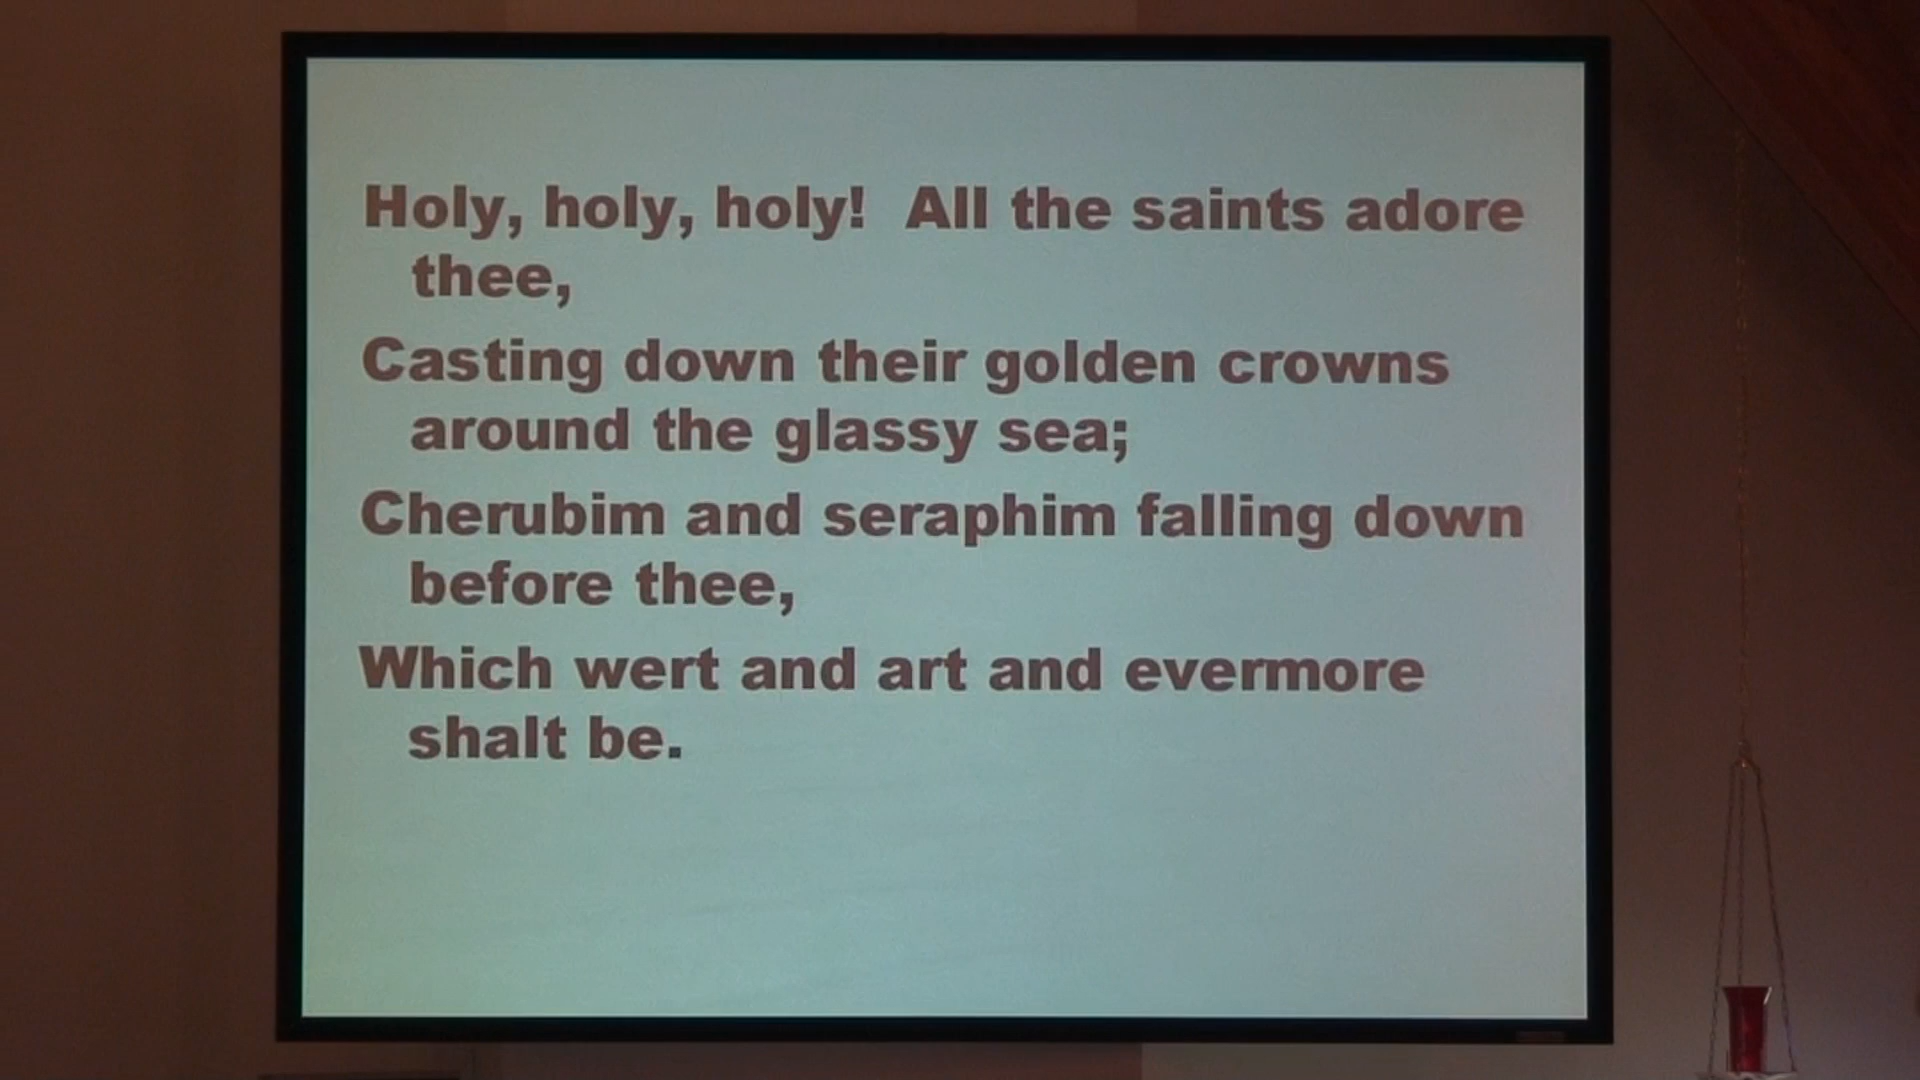 Holy, holy, holy!  All the saints adore
thee,
Casting down their golden crowns
around the glassy sea;
Cherubim and seraphim falling down
before thee,
Which wert and art and evermore
shalt be.